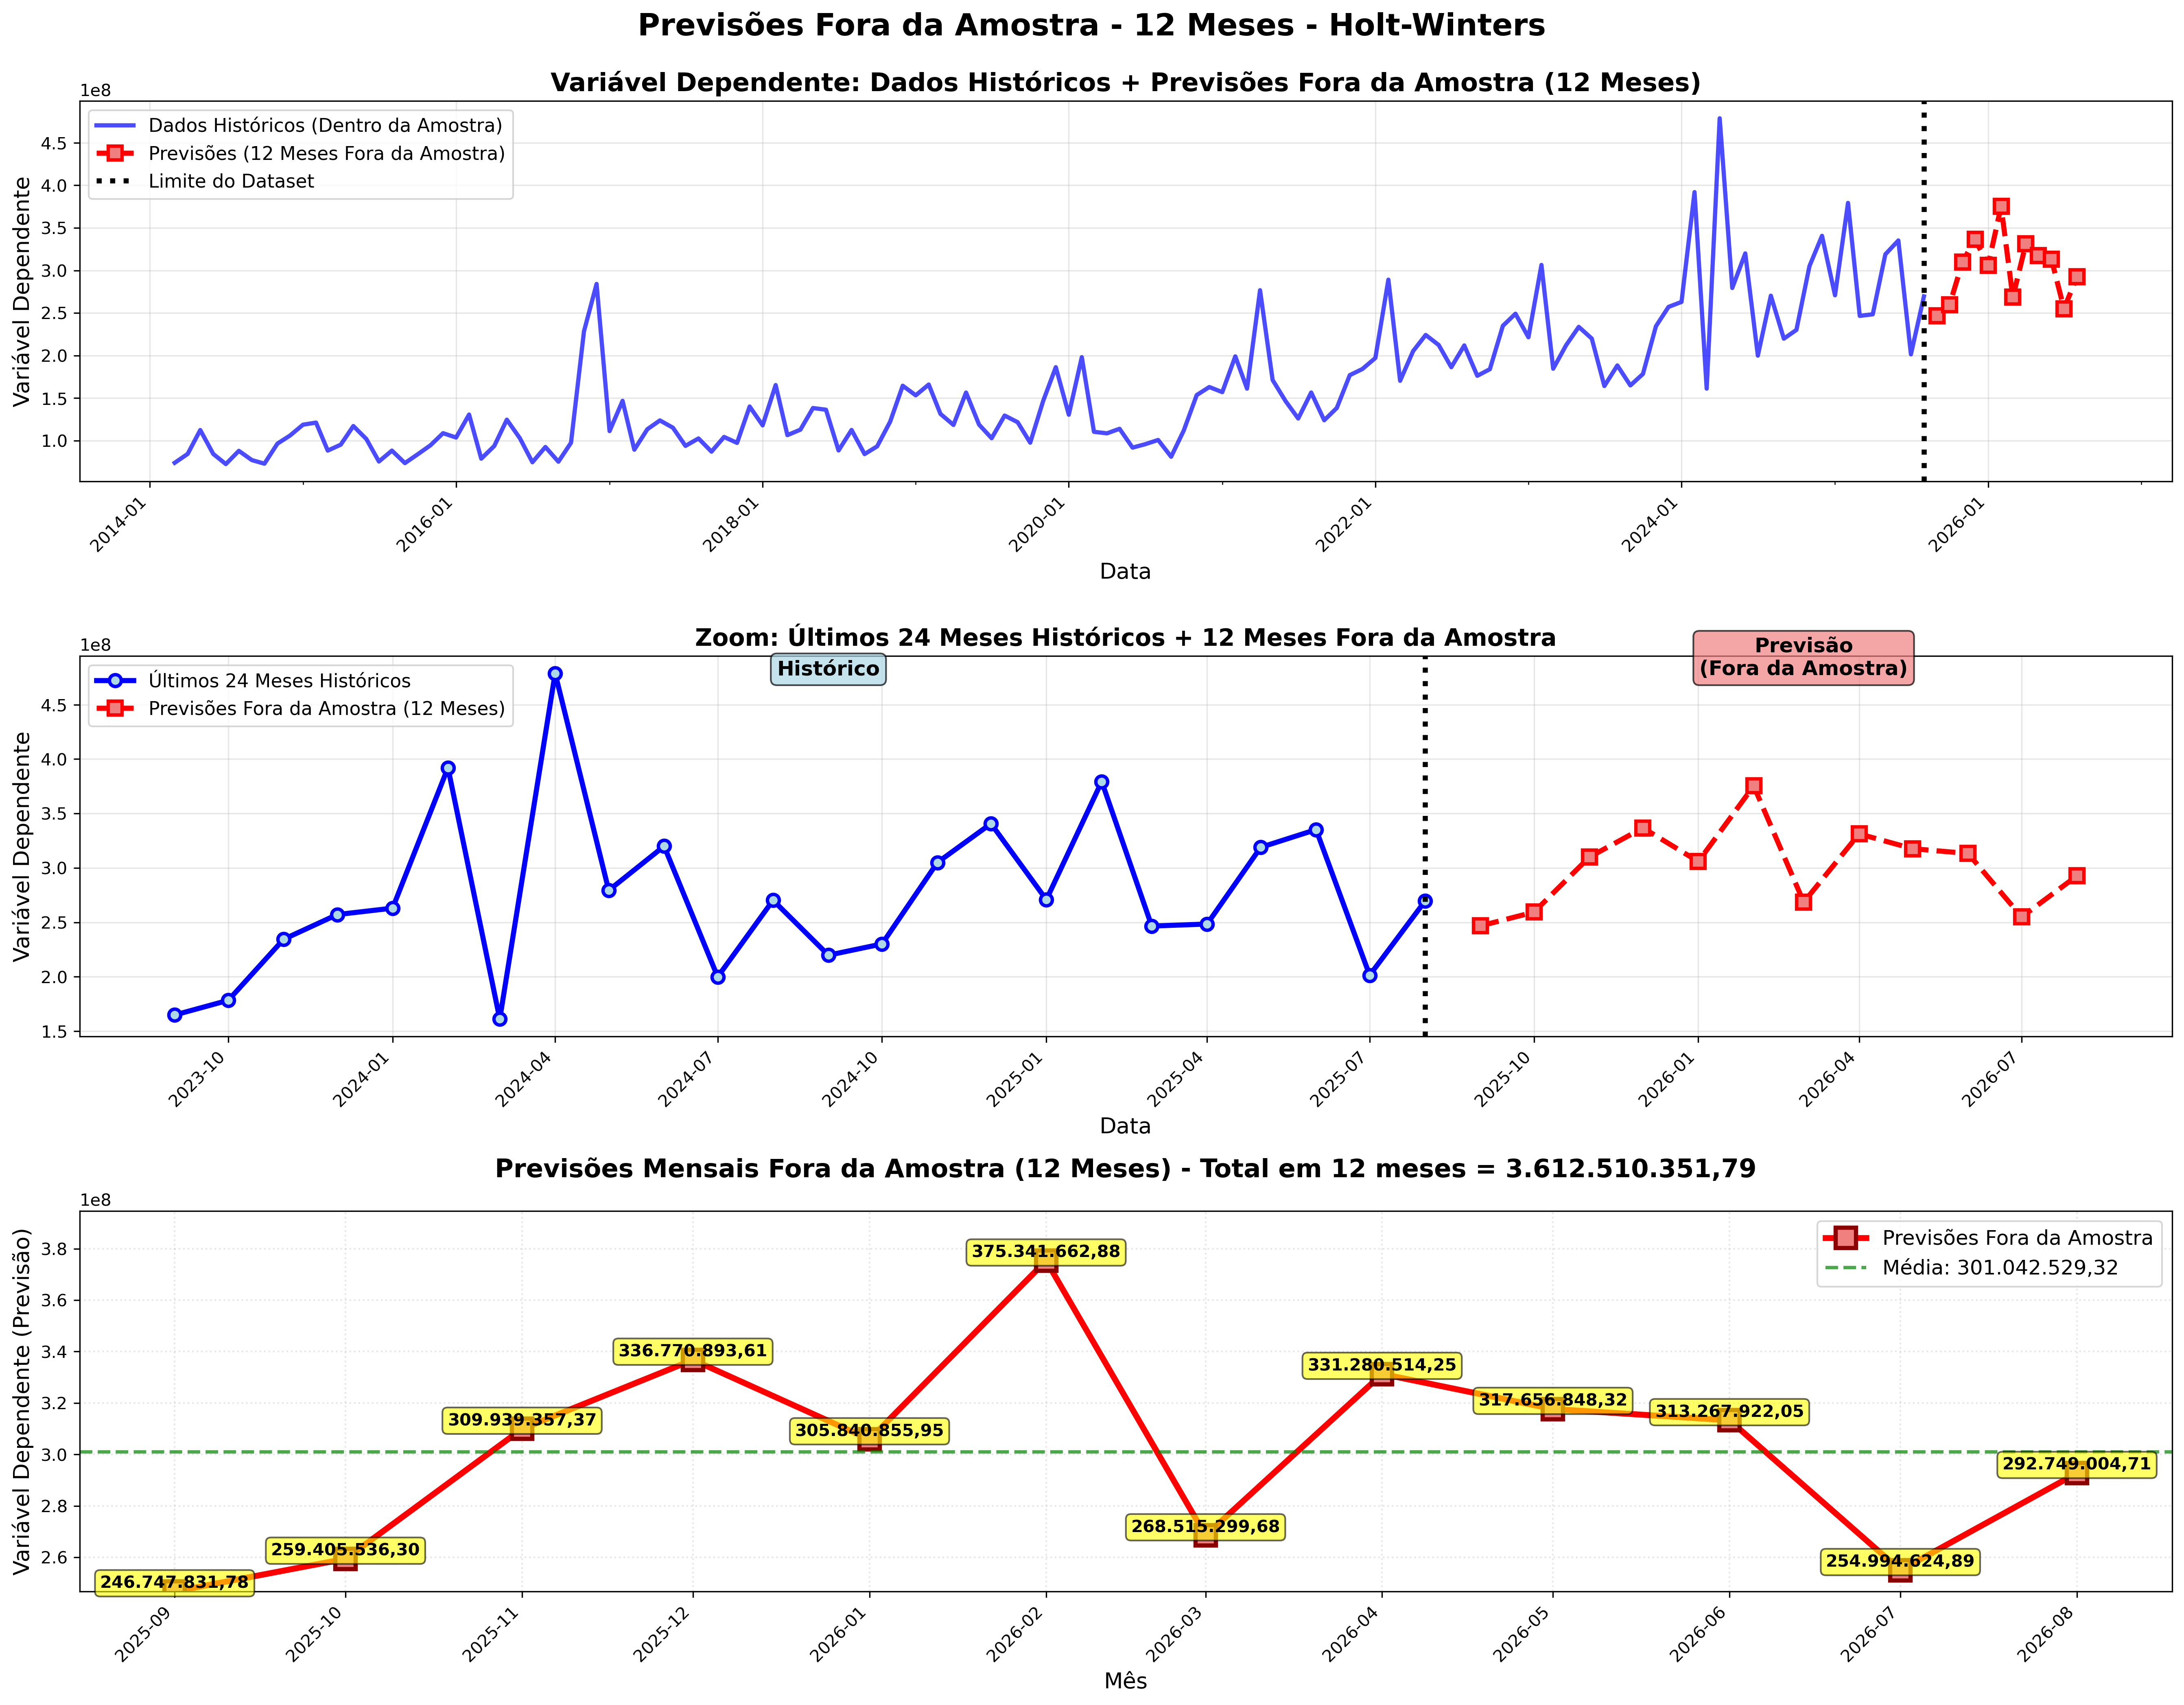 Previsões Fora da Amostra - 12 Meses - Holt-Winters
Variável Dependente: Dados Históricos + Previsões Fora da Amostra (12 Meses)
1e8
Dados Históricos (Dentro da Amostra)
Previsões (12 Meses Fora da Amostra)
Limite do Dataset
Variável Dependente
4.5
4.0
3.5
3.0
2.5
2.0
1.5
1.0
2014-01
2016-01
2018-01
2020-01
2022-01
2024-01
2026-01
Data
Zoom: Últimos 24 Meses Históricos + 12 Meses Fora da Amostra
1e8
Últimos 24 Meses Históricos
Previsões Fora da Amostra (12 Meses)
Histórico
Previsão
(Fora da Amostra)
Variável Dependente
4.5
4.0
3.5
3.0
2.5
2.0
1.5
2023-10
2024-01
2024-04
2024-07
2024-10
2025-01
2025-04
2025-07
2025-10
2026-01
2026-04
2026-07
Data
Previsões Mensais Fora da Amostra (12 Meses) - Total em 12 meses = 3.612.510.351,79
1e8
Previsões Fora da Amostra
Média: 301.042.529,32
Variável Dependente (Previsão)
3.8
3.6
3.4
3.2
3.0
2.8
2.6
246.747.831,78
259.405.536,30
309.939.357,37
336.770.893,61
305.840.855,95
375.341.662,88
268.515.299,68
331.280.514,25
317.656.848,32
313.267.922,05
254.994.624,89
292.749.004,71
2025-09
2025-10
2025-11
2025-12
2026-01
2026-02
2026-03
2026-04
2026-05
2026-06
2026-07
2026-08
Mês